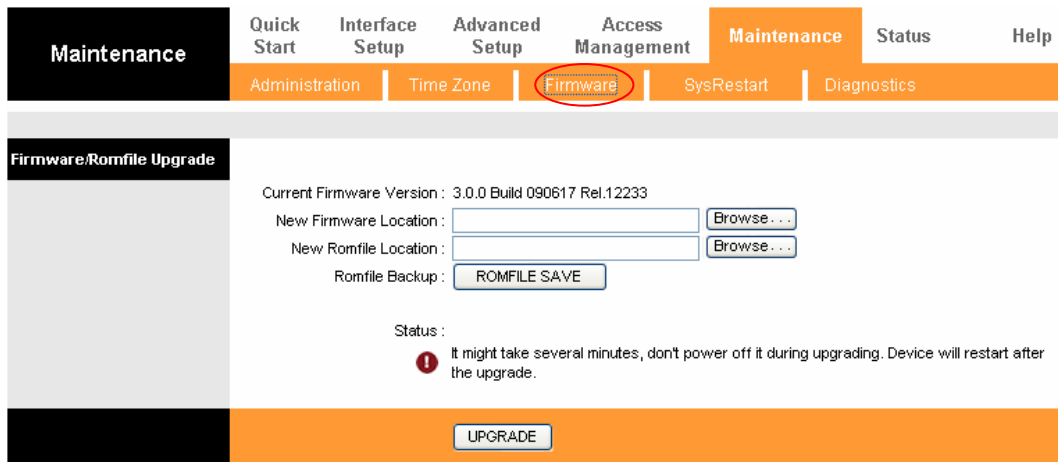 Maintenance
Quick Start
Interface Setup
Advanced Setup
Access Management
Maintenance
Status
Help
Administration
Time Zone
Firmware
SysRestart
Diagnostics
Firmware/Romfile Upgrade
Current Firmware Version : 3.0.0 Build 090617 Rel.12233
New Firmware Location : Browse...
New Romfile Location : Browse...
Romfile Backup : ROMFILE SAVE
Status :
It might take several minutes, don't power off it during upgrading. Device will restart after
the upgrade.
UPGRADE